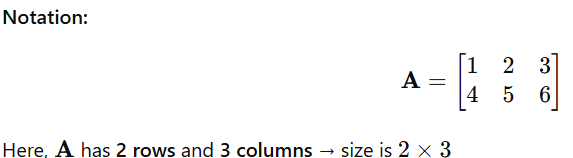 Notation:
A = [1 2 3
4 5 6]
Here, A has 2 rows and 3 columns → size is 2 × 3